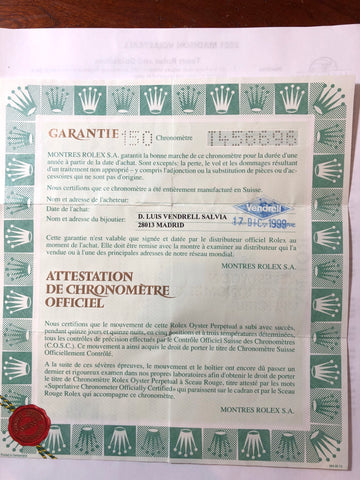 GARANTIE 150 Chronomètre
MONTRES ROLEX S.A. garantit la bonne marche de ce chronomètre pour la durée d'une
année à partir de la date d'achat. Sont exceptés: la perte, le vol et les dommages résultant
d'un traitement non approprié – y compris l'adjonction ou la substitution de pièces ou d'ac-
cessoires qui ne sont pas d'origine.
Nous certifions que ce chronomètre a été entièrement manufacturé en Suisse.
Nom et adresse de l'acheteur:
Date de l'achat:
Vendrell
Nom et adresse du bijoutier:
D. LUIS VENDRELL SALVIA
28013 MADRID
17 DIC 1999
Cette garantie n'est valable que signée et datée par le distributeur officiel Rolex au
moment de l'achat. Elle doit être remise avec la montre à examiner au distributeur qui l'a
vendue ou à l'une des principales adresses de notre réseau mondial.
MONTRES ROLEX S.A.
ATTESTATION
DE CHRONOMÈTRE
OFFICIEL
Nous certifions que le mouvement de cette Rolex Oyster Perpetual a subi avec succès,
pendant quinze jours et quinze nuits, en cinq positions et à trois températures déterminées,
tous les contrôles de précision effectués par le Contrôle Officiel Suisse des Chronomètres
(C.O.S.C.). Ce mouvement a ainsi acquis le droit de porter le titre de Chronomètre Suisse
Officiellement Contrôlé.
A la suite de ces sévères épreuves, le mouvement et le boîtier ont encore dû passer un
dernier et rigoureux examen dans nos propres laboratoires afin d'obtenir le droit de porter
le titre de Chronomètre Rolex Oyster Perpetual à Sceau Rouge, titre attesté par les mots
«Superlative Chronometer Officially Certified» qui paraissent sur le cadran et par le Sceau
Rouge Rolex qui accompagne ce chronomètre.
MONTRES ROLEX S.A.